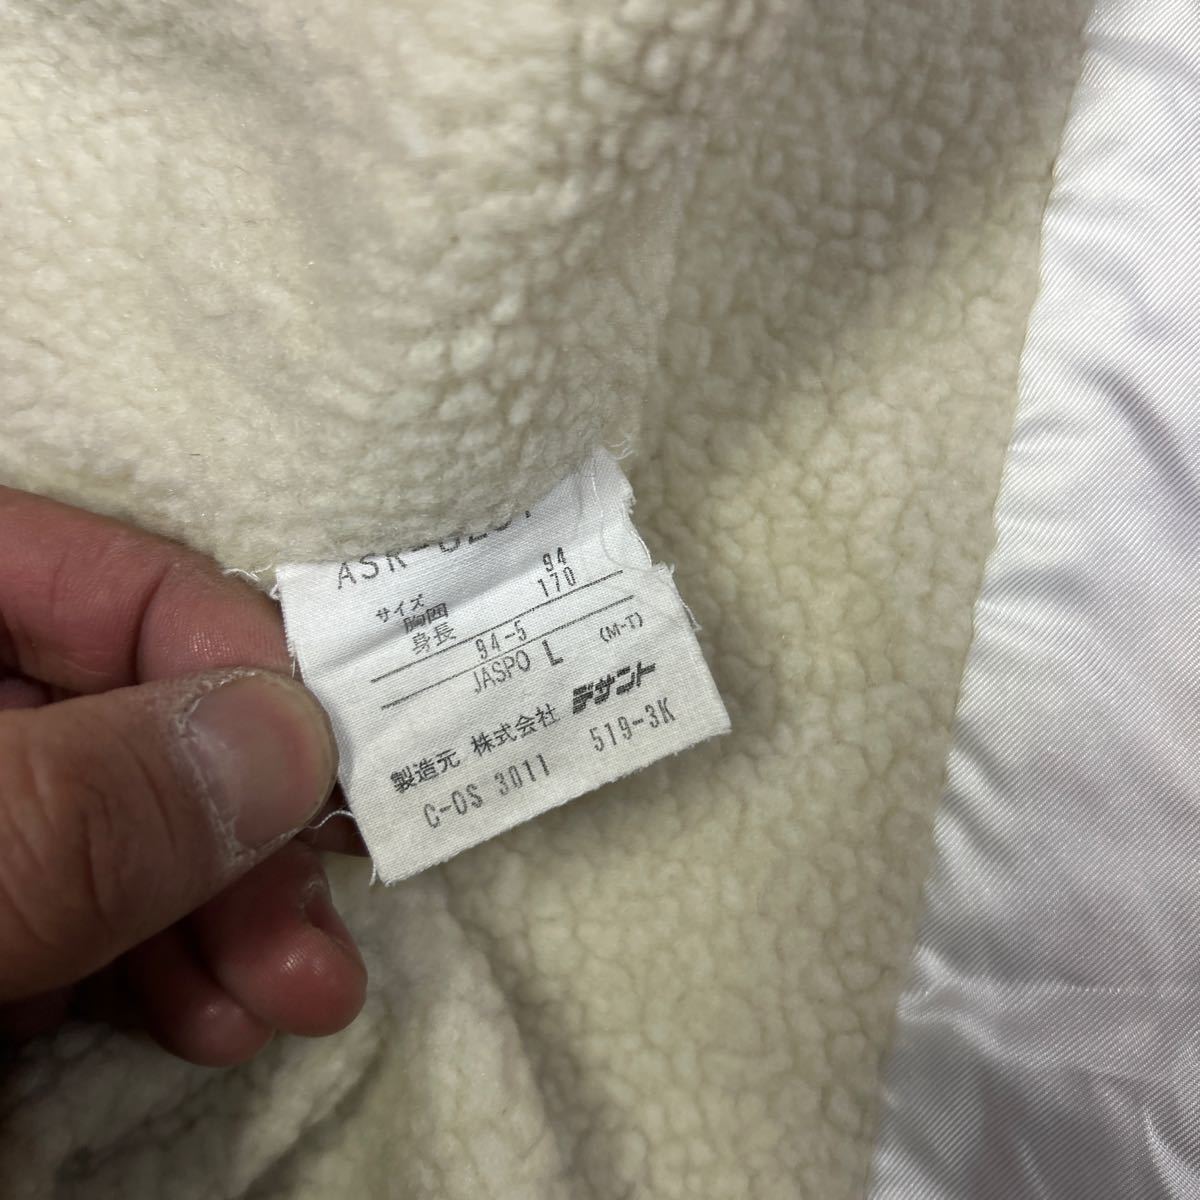 ASR-
サイズ
胸囲 94
身長 170
94-5
JASPO L (M-T)
製造元 株式会社 デサント
C-OS 3011 519-3K